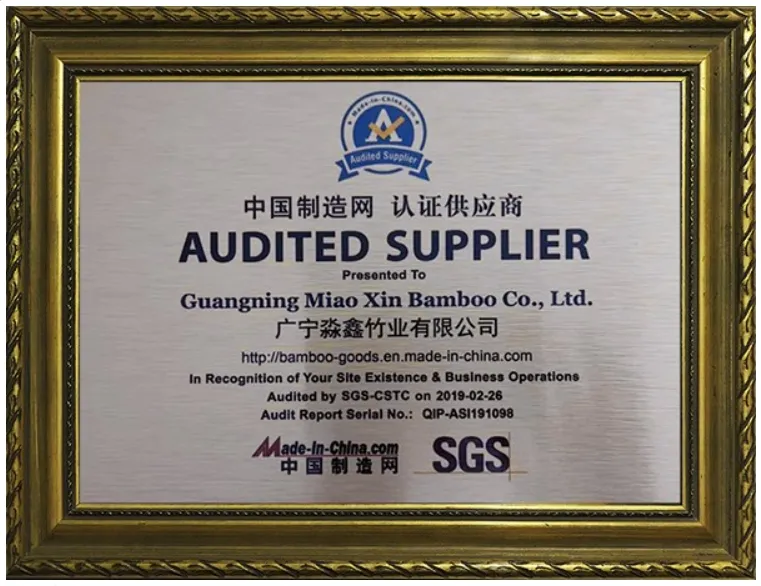 Made-in-China.com
A
Audited Supplier
中国制造网 认证供应商
AUDITED SUPPLIER
Presented To
Guangning Miao Xin Bamboo Co., Ltd.
广宁淼鑫竹业有限公司
http://bamboo-goods.en.made-in-china.com
In Recognition of Your Site Existence & Business Operations
Audited by SGS-CSTC on 2019-02-26
Audit Report Serial No.: QIP-ASI191098
Made-in-China.com
中国制造网
SGS